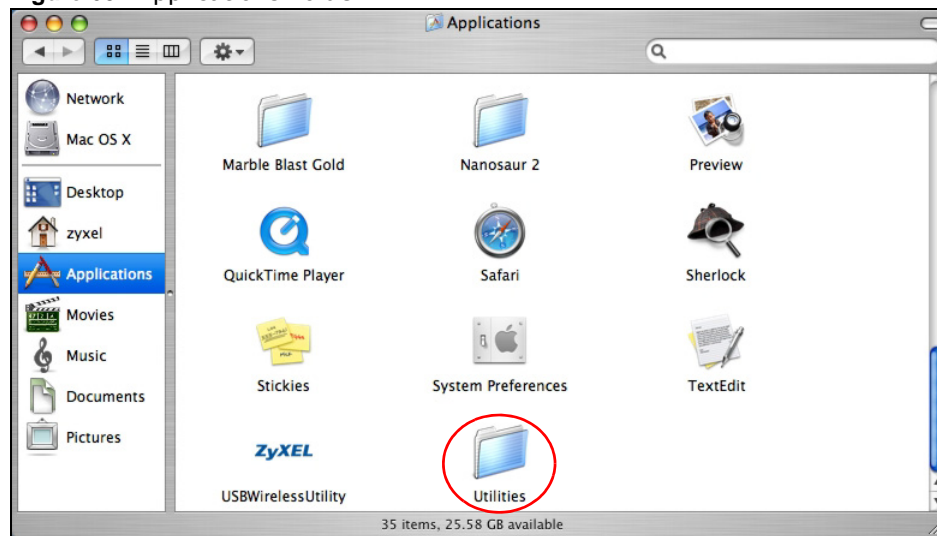 Applications
Network
Mac OS X
Desktop
zyxel
Applications
Movies
Music
Documents
Pictures
Marble Blast Gold
Nanosaur 2
Preview
QuickTime Player
Safari
Sherlock
Stickies
System Preferences
TextEdit
ZyXEL
USBWirelessUtility
Utilities
35 items, 25.58 GB available